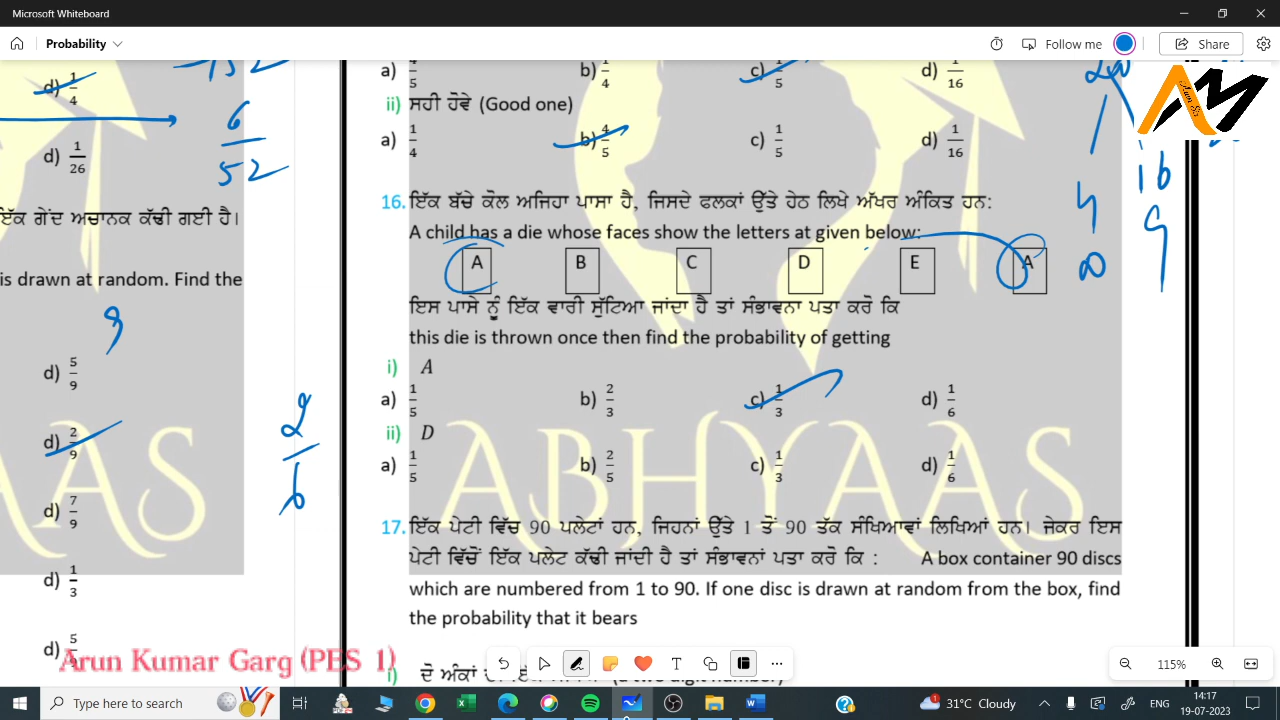 Microsoft Whiteboard
Probability
Follow me
Share
d) 1/4
6/52
d) 1/26
ਇੱਕ ਗੇਂਦ ਅਚਾਨਕ ਕੱਢੀ ਗਈ ਹੈ।
is drawn at random. Find the
d) 5/9
d) 2/9
d) 7/9
d) 1/3
2/6
b) 1/4
c) 1/5
d) 1/16
ii) ਸਹੀ ਹੋਵੇ (Good one)
a) 1/4 b) 4/5 c) 1/5 d) 1/16
16. ਇੱਕ ਬੱਚੇ ਕੋਲ ਅਜਿਹਾ ਪਾਸਾ ਹੈ, ਜਿਸਦੇ ਫਲਕਾਂ ਉੱਤੇ ਹੇਠ ਲਿਖੇ ਅੱਖਰ ਅੰਕਿਤ ਹਨ:
A child has a die whose faces show the letters at given below:
A B C D E A
ਇਸ ਪਾਸੇ ਨੂੰ ਇੱਕ ਵਾਰੀ ਸੁੱਟਿਆ ਜਾਂਦਾ ਹੈ ਤਾਂ ਸੰਭਾਵਨਾ ਪਤਾ ਕਰੋ ਕਿ
this die is thrown once then find the probability of getting
i) A
a) 1/5 b) 2/3 c) 1/3 d) 1/6
ii) D
a) 1/5 b) 2/5 c) 1/3 d) 1/6
17. ਇੱਕ ਪੇਟੀ ਵਿੱਚ 90 ਪਲੇਟਾਂ ਹਨ, ਜਿਹਨਾਂ ਉੱਤੇ 1 ਤੋਂ 90 ਤੱਕ ਸੰਖਿਆਵਾਂ ਲਿਖਿਆਂ ਹਨ। ਜੇਕਰ ਇਸ
ਪੇਟੀ ਵਿੱਚੋਂ ਇੱਕ ਪਲੇਟ ਕੱਢੀ ਜਾਂਦੀ ਹੈ ਤਾਂ ਸੰਭਾਵਨਾਂ ਪਤਾ ਕਰੋ ਕਿ : A box container 90 discs
which are numbered from 1 to 90. If one disc is drawn at random from the box, find
the probability that it bears
16
AM
Arun Sir
ABHYAAS
Arun Kumar Garg (PES 1)
115%
Type here to search
31°C Cloudy
ENG
14:17
19-07-2023